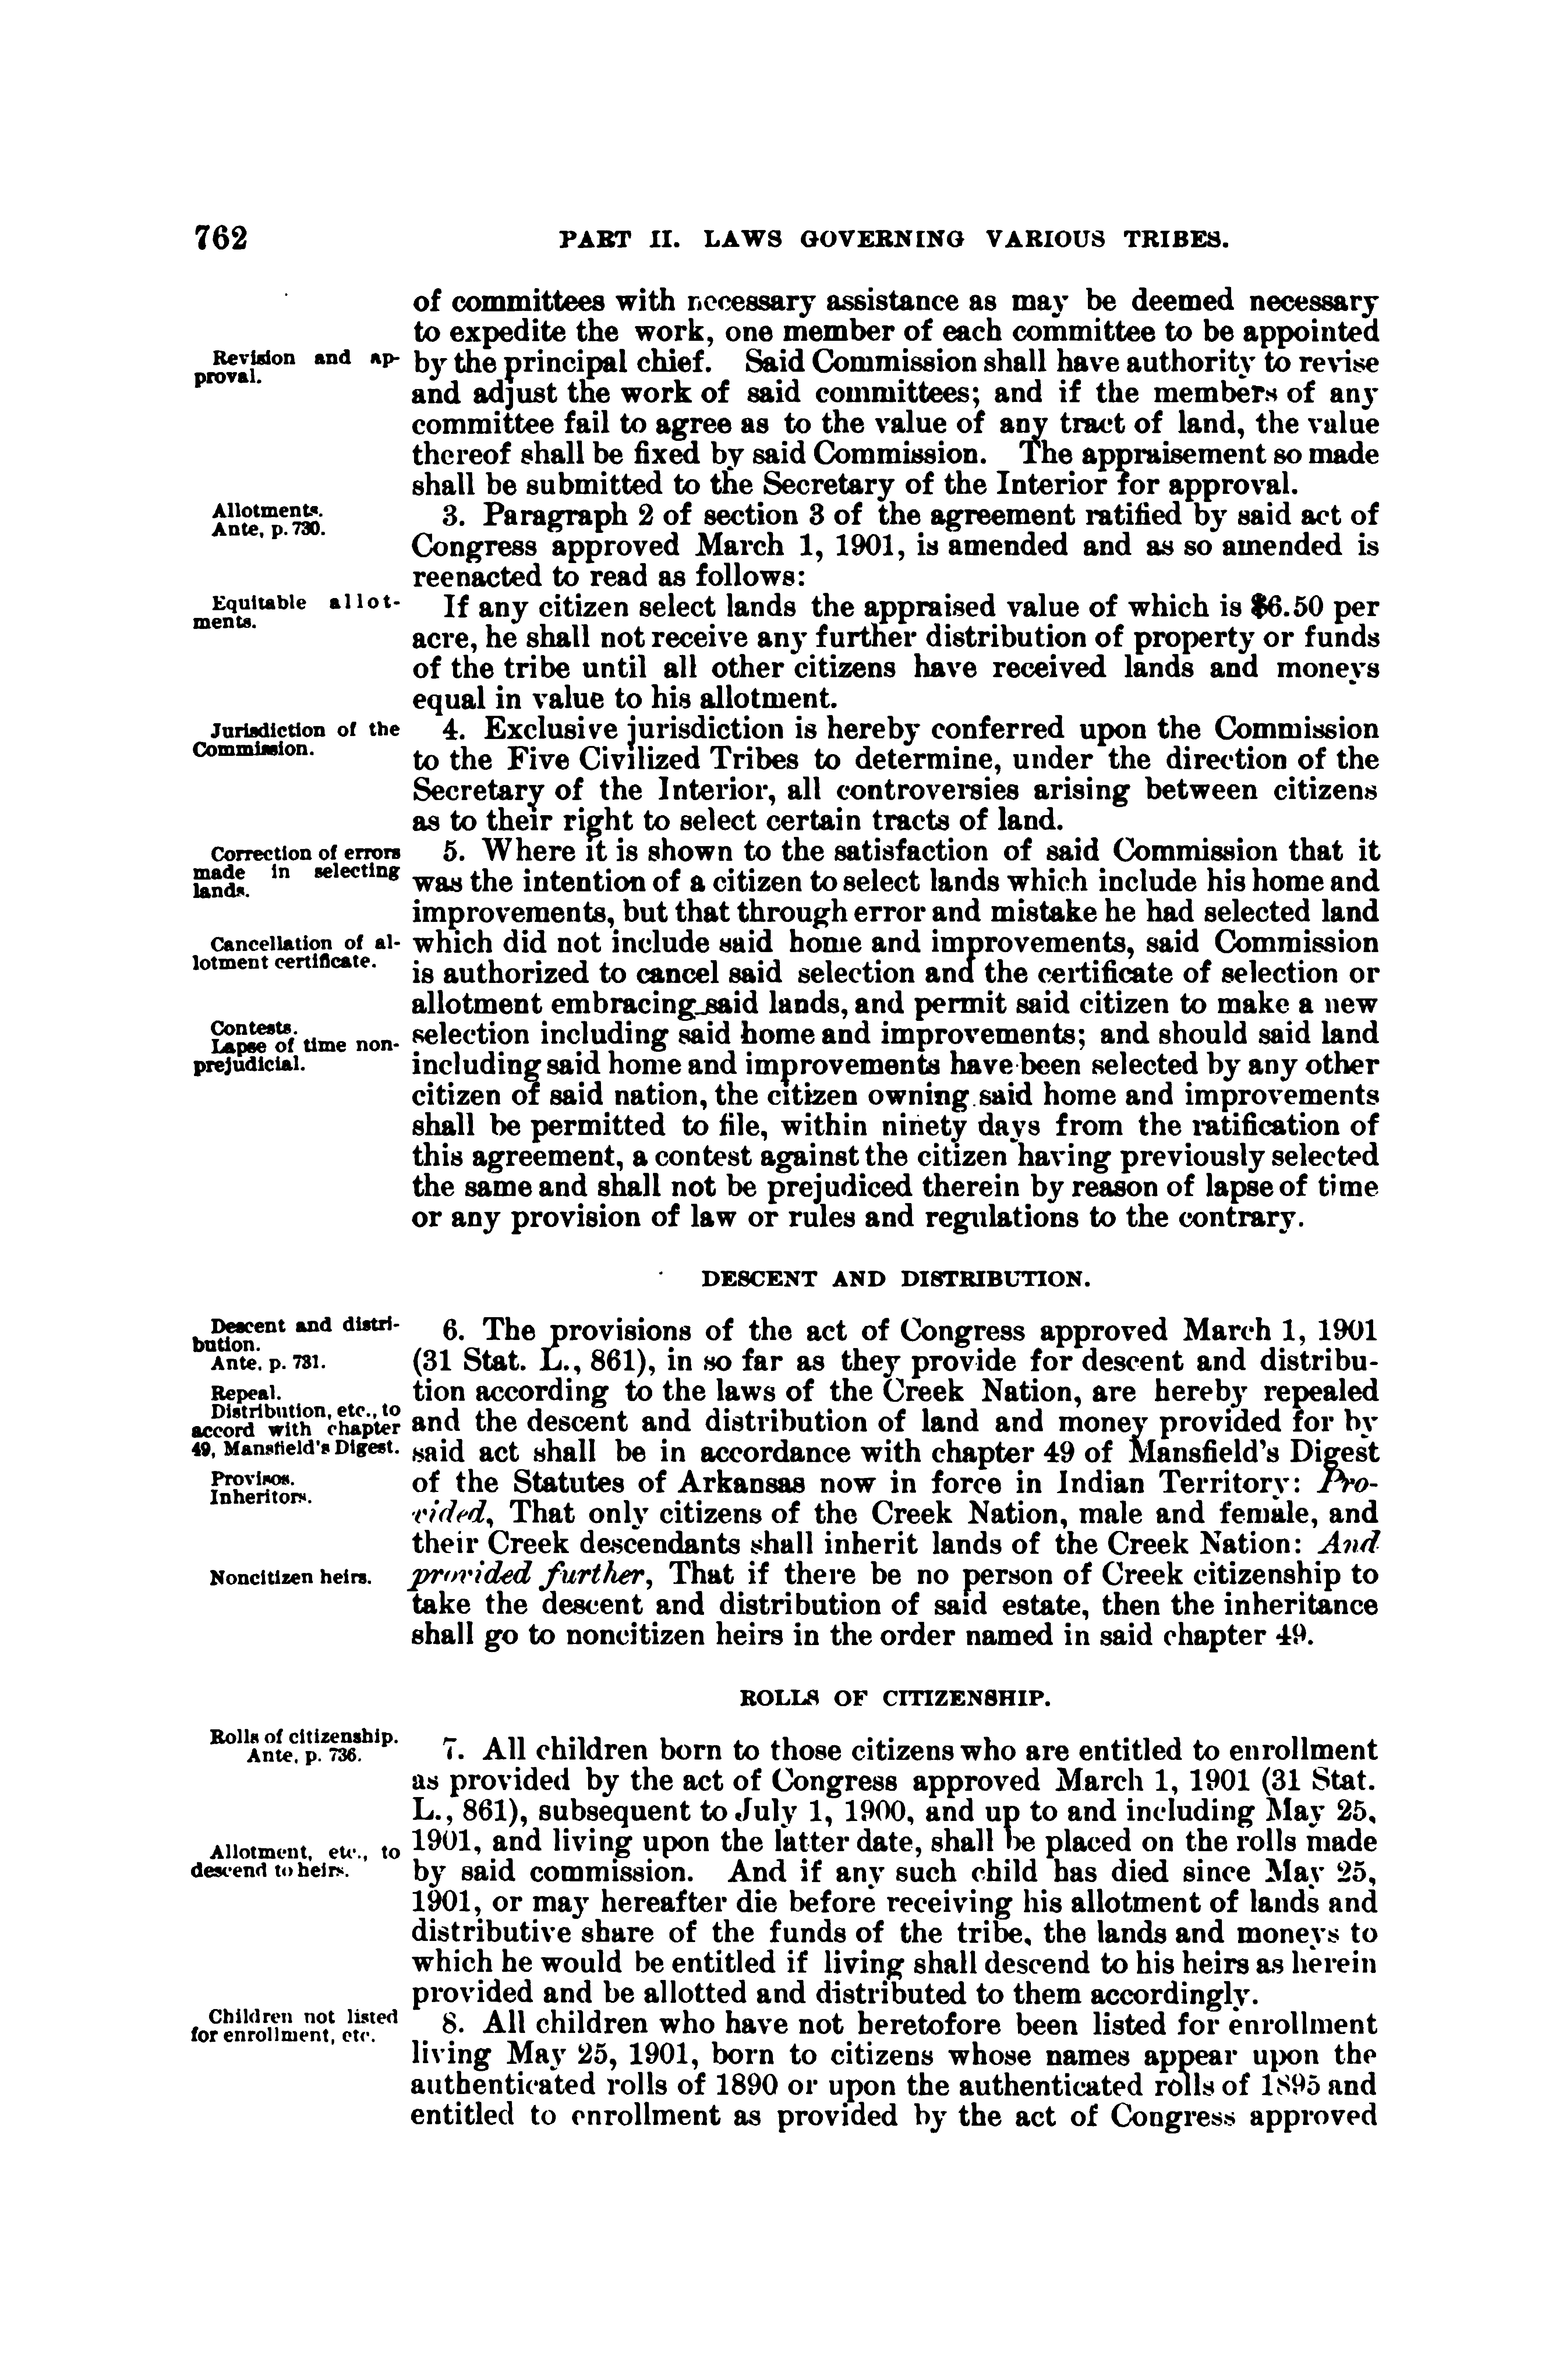 762
PART II. LAWS GOVERNING VARIOUS TRIBES.
of committees with necessary assistance as may be deemed necessary
to expedite the work, one member of each committee to be appointed
Revision and ap-
proval.
by the principal chief. Said Commission shall have authority to revise
and adjust the work of said committees; and if the members of any
committee fail to agree as to the value of any tract of land, the value
thereof shall be fixed by said Commission. The appraisement so made
shall be submitted to the Secretary of the Interior for approval.
Allotments.
Ante, p. 730.
3. Paragraph 2 of section 3 of the agreement ratified by said act of
Congress approved March 1, 1901, is amended and as so amended is
reenacted to read as follows:
Equitable allot-
ments.
If any citizen select lands the appraised value of which is $6.50 per
acre, he shall not receive any further distribution of property or funds
of the tribe until all other citizens have received lands and moneys
equal in value to his allotment.
Jurisdiction of the
Commission.
4. Exclusive jurisdiction is hereby conferred upon the Commission
to the Five Civilized Tribes to determine, under the direction of the
Secretary of the Interior, all controversies arising between citizens
as to their right to select certain tracts of land.
Correction of errors
made in selecting
lands.
5. Where it is shown to the satisfaction of said Commission that it
was the intention of a citizen to select lands which include his home and
improvements, but that through error and mistake he had selected land
Cancellation of al-
lotment certificate.
which did not include said home and improvements, said Commission
is authorized to cancel said selection and the certificate of selection or
allotment embracing said lands, and permit said citizen to make a new
Contests.
Lapse of time non-
prejudicial.
selection including said home and improvements; and should said land
including said home and improvements have been selected by any other
citizen of said nation, the citizen owning said home and improvements
shall be permitted to file, within ninety days from the ratification of
this agreement, a contest against the citizen having previously selected
the same and shall not be prejudiced therein by reason of lapse of time
or any provision of law or rules and regulations to the contrary.
DESCENT AND DISTRIBUTION.
Descent and distri-
bution.
Ante, p. 731.
Repeal.
Distribution, etc., to
accord with chapter
49, Mansfield's Digest.
Provisos.
Inheritors.
6. The provisions of the act of Congress approved March 1, 1901
(31 Stat. L., 861), in so far as they provide for descent and distribu-
tion according to the laws of the Creek Nation, are hereby repealed
and the descent and distribution of land and money provided for by
said act shall be in accordance with chapter 49 of Mansfield's Digest
of the Statutes of Arkansas now in force in Indian Territory: Pro-
vided, That only citizens of the Creek Nation, male and female, and
their Creek descendants shall inherit lands of the Creek Nation: And
Noncitizen heirs.
provided further, That if there be no person of Creek citizenship to
take the descent and distribution of said estate, then the inheritance
shall go to noncitizen heirs in the order named in said chapter 49.
ROLLS OF CITIZENSHIP.
Rolls of citizenship.
Ante, p. 736.
7. All children born to those citizens who are entitled to enrollment
as provided by the act of Congress approved March 1, 1901 (31 Stat.
L., 861), subsequent to July 1, 1900, and up to and including May 25,
1901, and living upon the latter date, shall be placed on the rolls made
Allotment, etc., to
descend to heirs.
by said commission. And if any such child has died since May 25,
1901, or may hereafter die before receiving his allotment of lands and
distributive share of the funds of the tribe, the lands and moneys to
which he would be entitled if living shall descend to his heirs as herein
provided and be allotted and distributed to them accordingly.
Children not listed
for enrollment, etc.
8. All children who have not heretofore been listed for enrollment
living May 25, 1901, born to citizens whose names appear upon the
authenticated rolls of 1890 or upon the authenticated rolls of 1895 and
entitled to enrollment as provided by the act of Congress approved